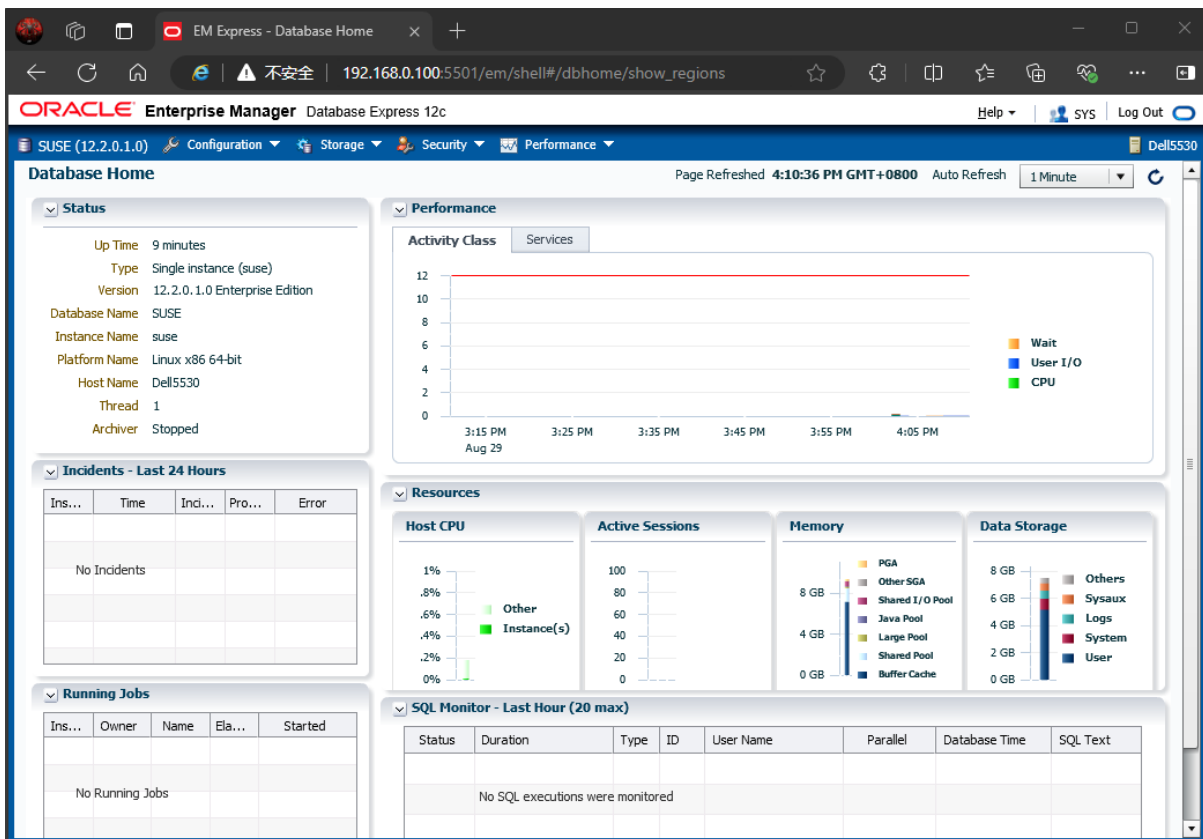 EM Express - Database Home
不安全 192.168.0.100:5501/em/shell#/dbhome/show_regions
ORACLE Enterprise Manager Database Express 12c Help SYS Log Out
SUSE (12.2.0.1.0) Configuration Storage Security Performance Dell5530
Database Home Page Refreshed 4:10:36 PM GMT+0800 Auto Refresh 1 Minute
Status
Up Time 9 minutes
Type Single instance (suse)
Version 12.2.0.1.0 Enterprise Edition
Database Name SUSE
Instance Name suse
Platform Name Linux x86 64-bit
Host Name Dell5530
Thread 1
Archiver Stopped
Performance
Activity Class Services
12
10
8
6
4
2
0
3:15 PM 3:25 PM 3:35 PM 3:45 PM 3:55 PM 4:05 PM
Aug 29
Wait
User I/O
CPU
Incidents - Last 24 Hours
Ins... Time Inci... Pro... Error
No Incidents
Resources
Host CPU
1%
.8%
.6%
.4%
.2%
0%
Other
Instance(s)
Active Sessions
100
80
60
40
20
0
Memory
8 GB
4 GB
0 GB
PGA
Other SGA
Shared I/O Pool
Java Pool
Large Pool
Shared Pool
Buffer Cache
Data Storage
8 GB
6 GB
4 GB
2 GB
0 GB
Others
Sysaux
Logs
System
User
Running Jobs
Ins... Owner Name Ela... Started
No Running Jobs
SQL Monitor - Last Hour (20 max)
Status Duration Type ID User Name Parallel Database Time SQL Text
No SQL executions were monitored